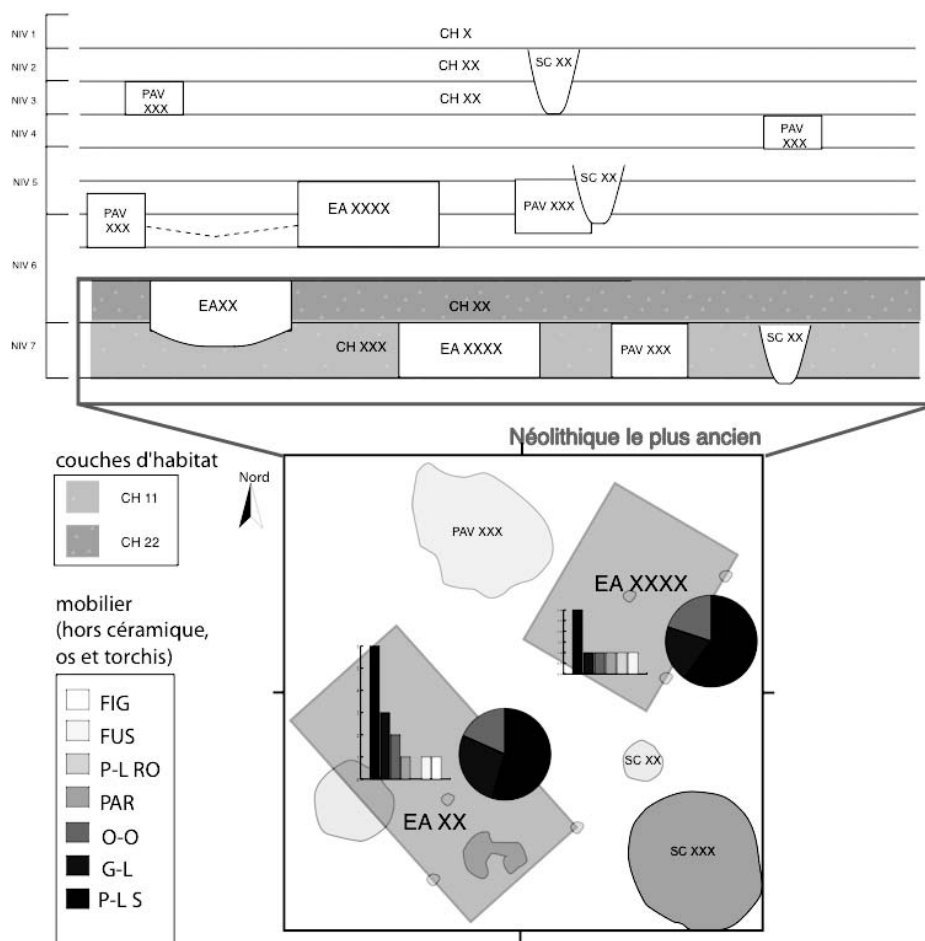 NIV 1
CH X
NIV 2
CH XX
SC XX
NIV 3
PAV
XXX
CH XX
NIV 4
PAV
XXX
NIV 5
SC XX
PAV
XXX
EA XXXX
PAV XXX
NIV 6
EAXX
CH XX
NIV 7
CH XXX
EA XXXX
PAV XXX
SC XX
Néolithique le plus ancien
couches d'habitat
CH 11
CH 22
Nord
mobilier
(hors céramique,
os et torchis)
FIG
FUS
P-L RO
PAR
O-O
G-L
P-L S
PAV XXX
EA XXXX
SC XX
EA XX
SC XXX